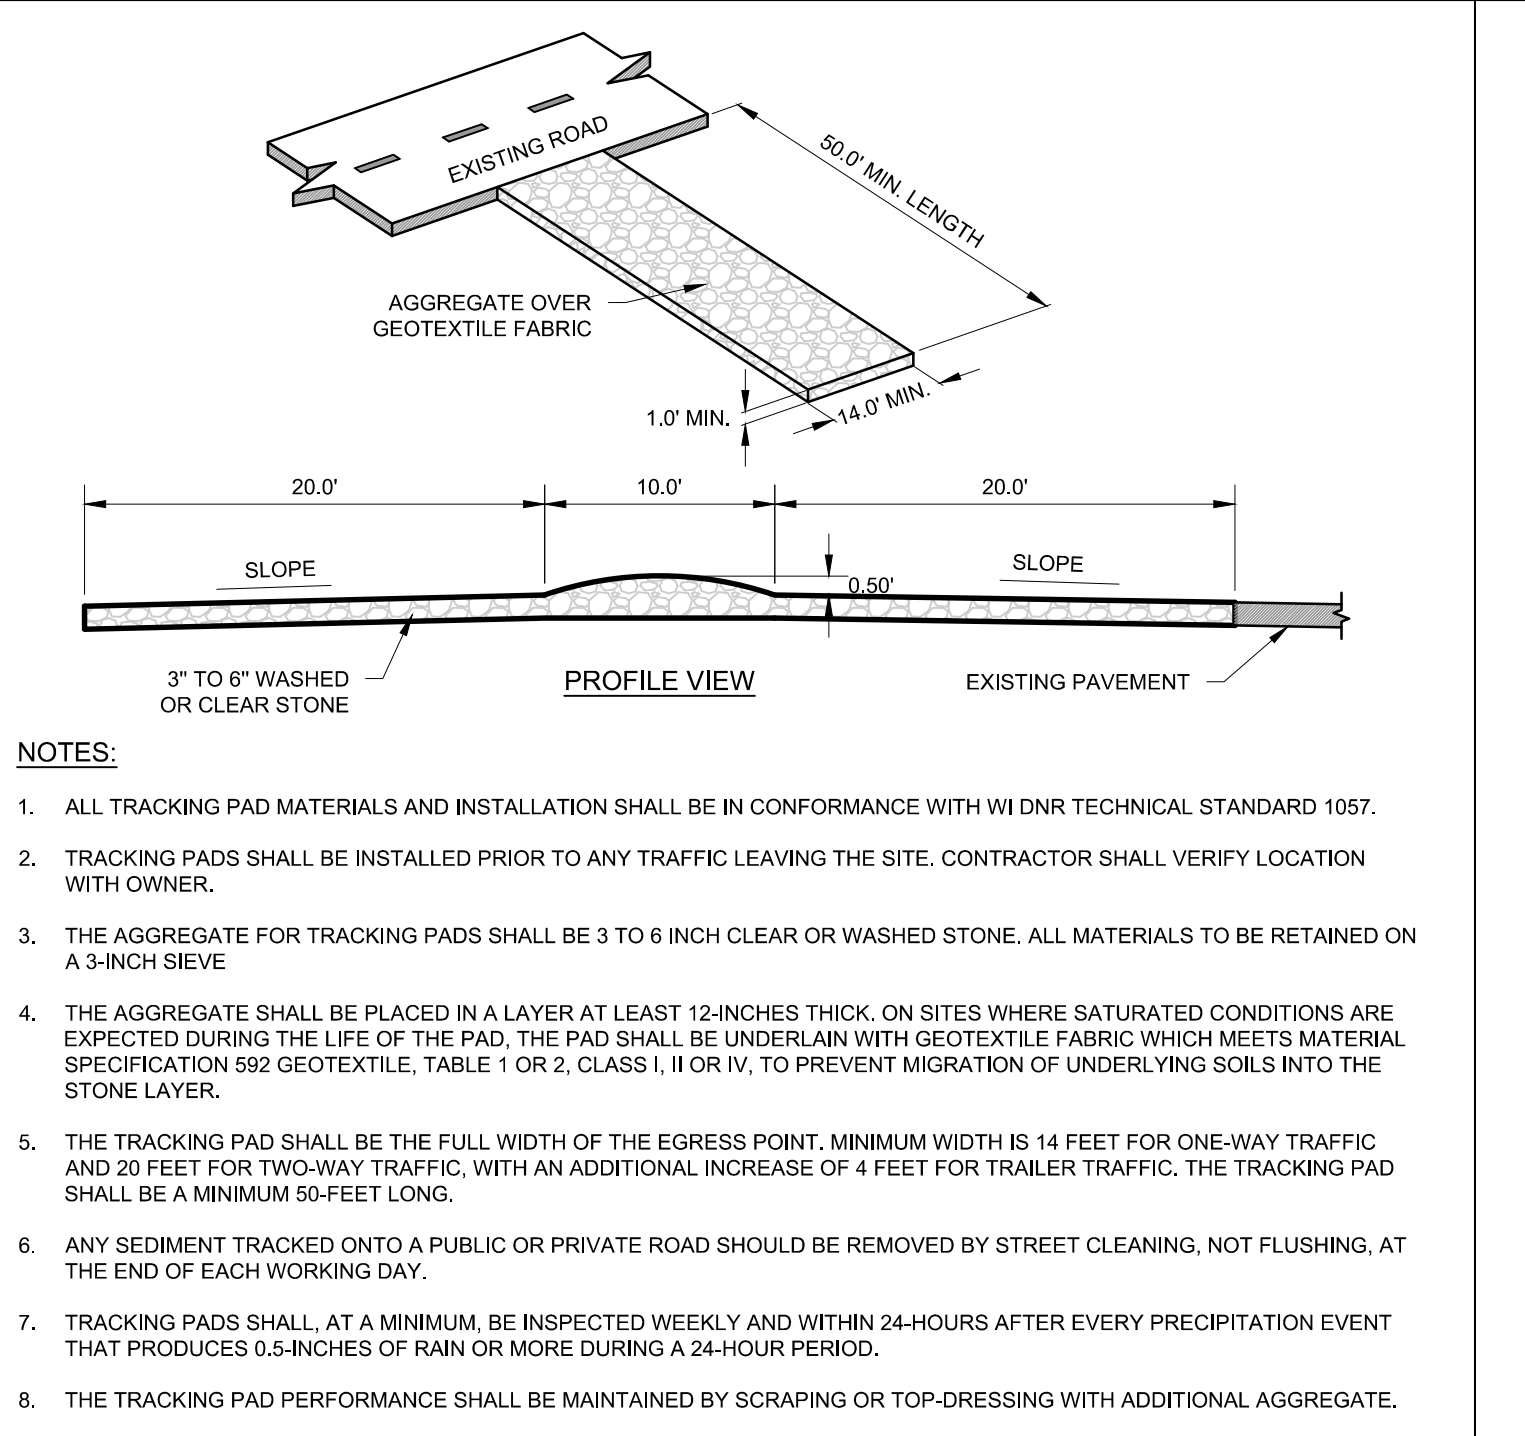 EXISTING ROAD
50.0' MIN. LENGTH
AGGREGATE OVER
GEOTEXTILE FABRIC
1.0' MIN.
14.0' MIN.
20.0'
10.0'
20.0'
SLOPE
SLOPE
0.50'
3" TO 6" WASHED
OR CLEAR STONE
PROFILE VIEW
EXISTING PAVEMENT
NOTES:
1. ALL TRACKING PAD MATERIALS AND INSTALLATION SHALL BE IN CONFORMANCE WITH WI DNR TECHNICAL STANDARD 1057.
2. TRACKING PADS SHALL BE INSTALLED PRIOR TO ANY TRAFFIC LEAVING THE SITE. CONTRACTOR SHALL VERIFY LOCATION
WITH OWNER.
3. THE AGGREGATE FOR TRACKING PADS SHALL BE 3 TO 6 INCH CLEAR OR WASHED STONE. ALL MATERIALS TO BE RETAINED ON
A 3-INCH SIEVE
4. THE AGGREGATE SHALL BE PLACED IN A LAYER AT LEAST 12-INCHES THICK. ON SITES WHERE SATURATED CONDITIONS ARE
EXPECTED DURING THE LIFE OF THE PAD, THE PAD SHALL BE UNDERLAIN WITH GEOTEXTILE FABRIC WHICH MEETS MATERIAL
SPECIFICATION 592 GEOTEXTILE, TABLE 1 OR 2, CLASS I, II OR IV, TO PREVENT MIGRATION OF UNDERLYING SOILS INTO THE
STONE LAYER.
5. THE TRACKING PAD SHALL BE THE FULL WIDTH OF THE EGRESS POINT. MINIMUM WIDTH IS 14 FEET FOR ONE-WAY TRAFFIC
AND 20 FEET FOR TWO-WAY TRAFFIC, WITH AN ADDITIONAL INCREASE OF 4 FEET FOR TRAILER TRAFFIC. THE TRACKING PAD
SHALL BE A MINIMUM 50-FEET LONG.
6. ANY SEDIMENT TRACKED ONTO A PUBLIC OR PRIVATE ROAD SHOULD BE REMOVED BY STREET CLEANING, NOT FLUSHING, AT
THE END OF EACH WORKING DAY.
7. TRACKING PADS SHALL, AT A MINIMUM, BE INSPECTED WEEKLY AND WITHIN 24-HOURS AFTER EVERY PRECIPITATION EVENT
THAT PRODUCES 0.5-INCHES OF RAIN OR MORE DURING A 24-HOUR PERIOD.
8. THE TRACKING PAD PERFORMANCE SHALL BE MAINTAINED BY SCRAPING OR TOP-DRESSING WITH ADDITIONAL AGGREGATE.